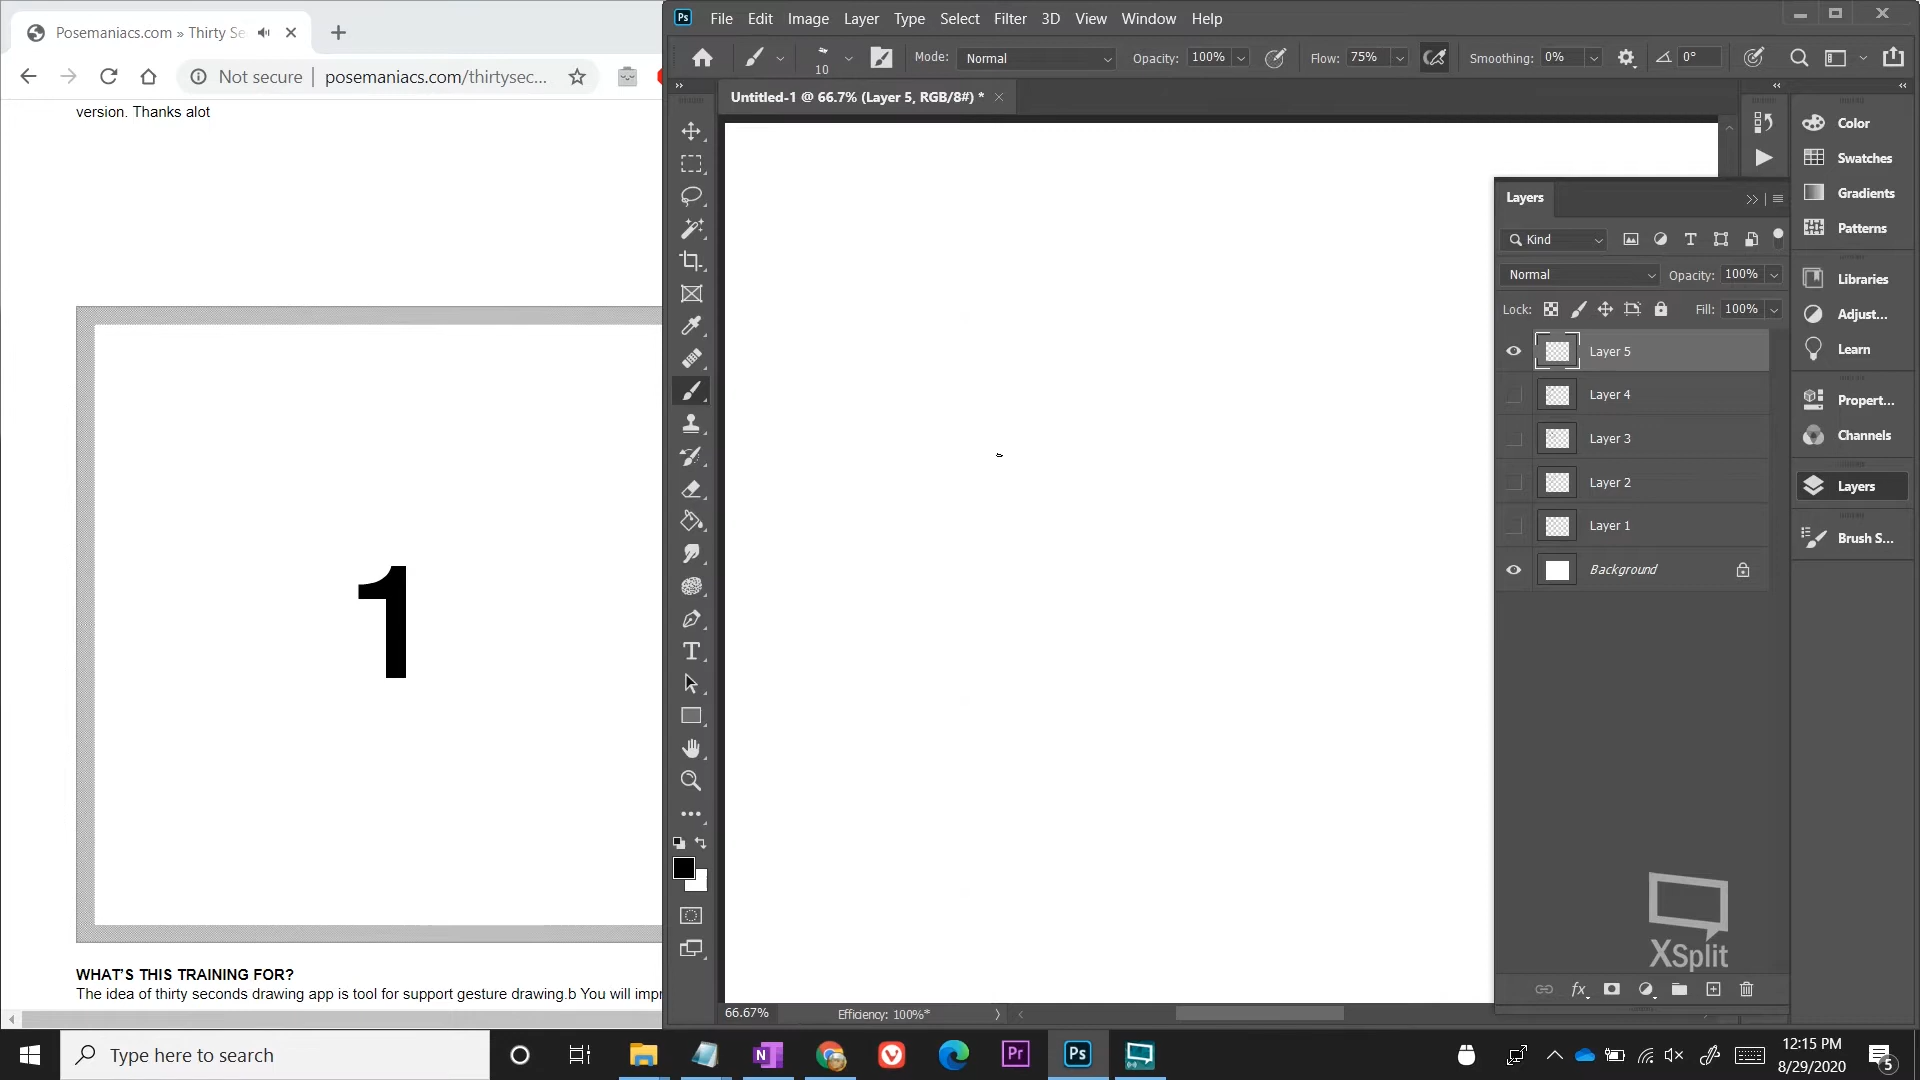 Posemaniacs.com » Thirty Se
Not secure
posemaniacs.com/thirtysec...
version. Thanks alot
1
WHAT'S THIS TRAINING FOR?
The idea of thirty seconds drawing app is tool for support gesture drawing.b You will impr
Ps
File Edit Image Layer Type Select Filter 3D View Window Help
10
Mode: Normal
Opacity: 100%
Flow: 75%
Smoothing: 0%
0°
Untitled-1 @ 66.7% (Layer 5, RGB/8#) *
Layers
Kind
Normal
Opacity: 100%
Lock:
Fill: 100%
Layer 5
Layer 4
Layer 3
Layer 2
Layer 1
Background
Color
Swatches
Gradients
Patterns
Libraries
Adjust...
Learn
Propert...
Channels
Layers
Brush S...
XSplit
fx
66.67%
Efficiency: 100%*
Type here to search
N
Pr
Ps
12:15 PM
8/29/2020
5